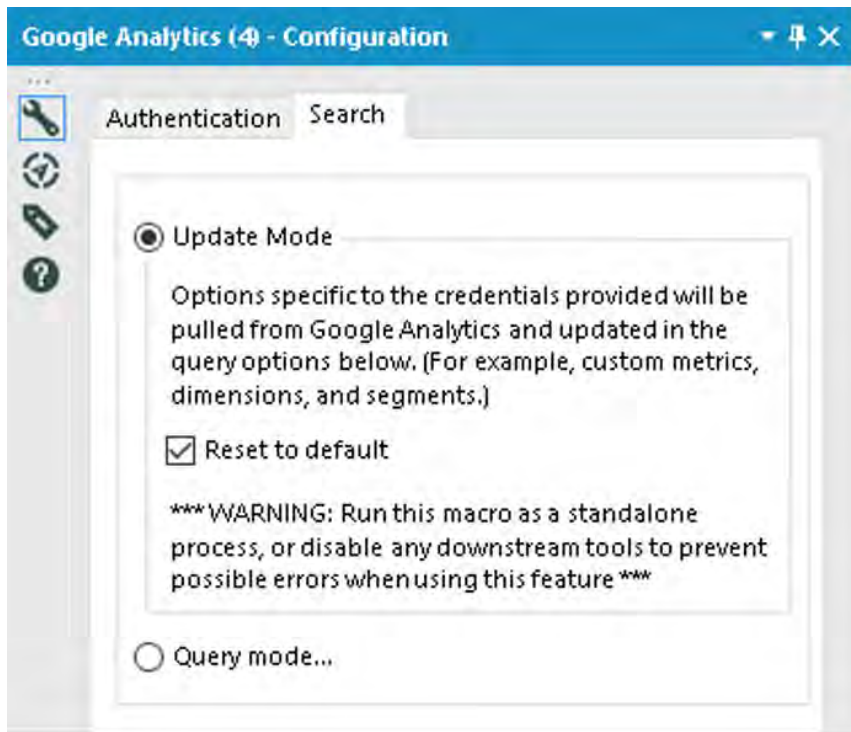 Google Analytics (4) - Configuration
Authentication Search
Update Mode
Options specific to the credentials provided will be
pulled from Google Analytics and updated in the
query options below. (For example, custom metrics,
dimensions, and segments.)
Reset to default
*** WARNING: Run this macro as a standalone
process, or disable any downstream tools to prevent
possible errors when using this feature ***
Query mode...